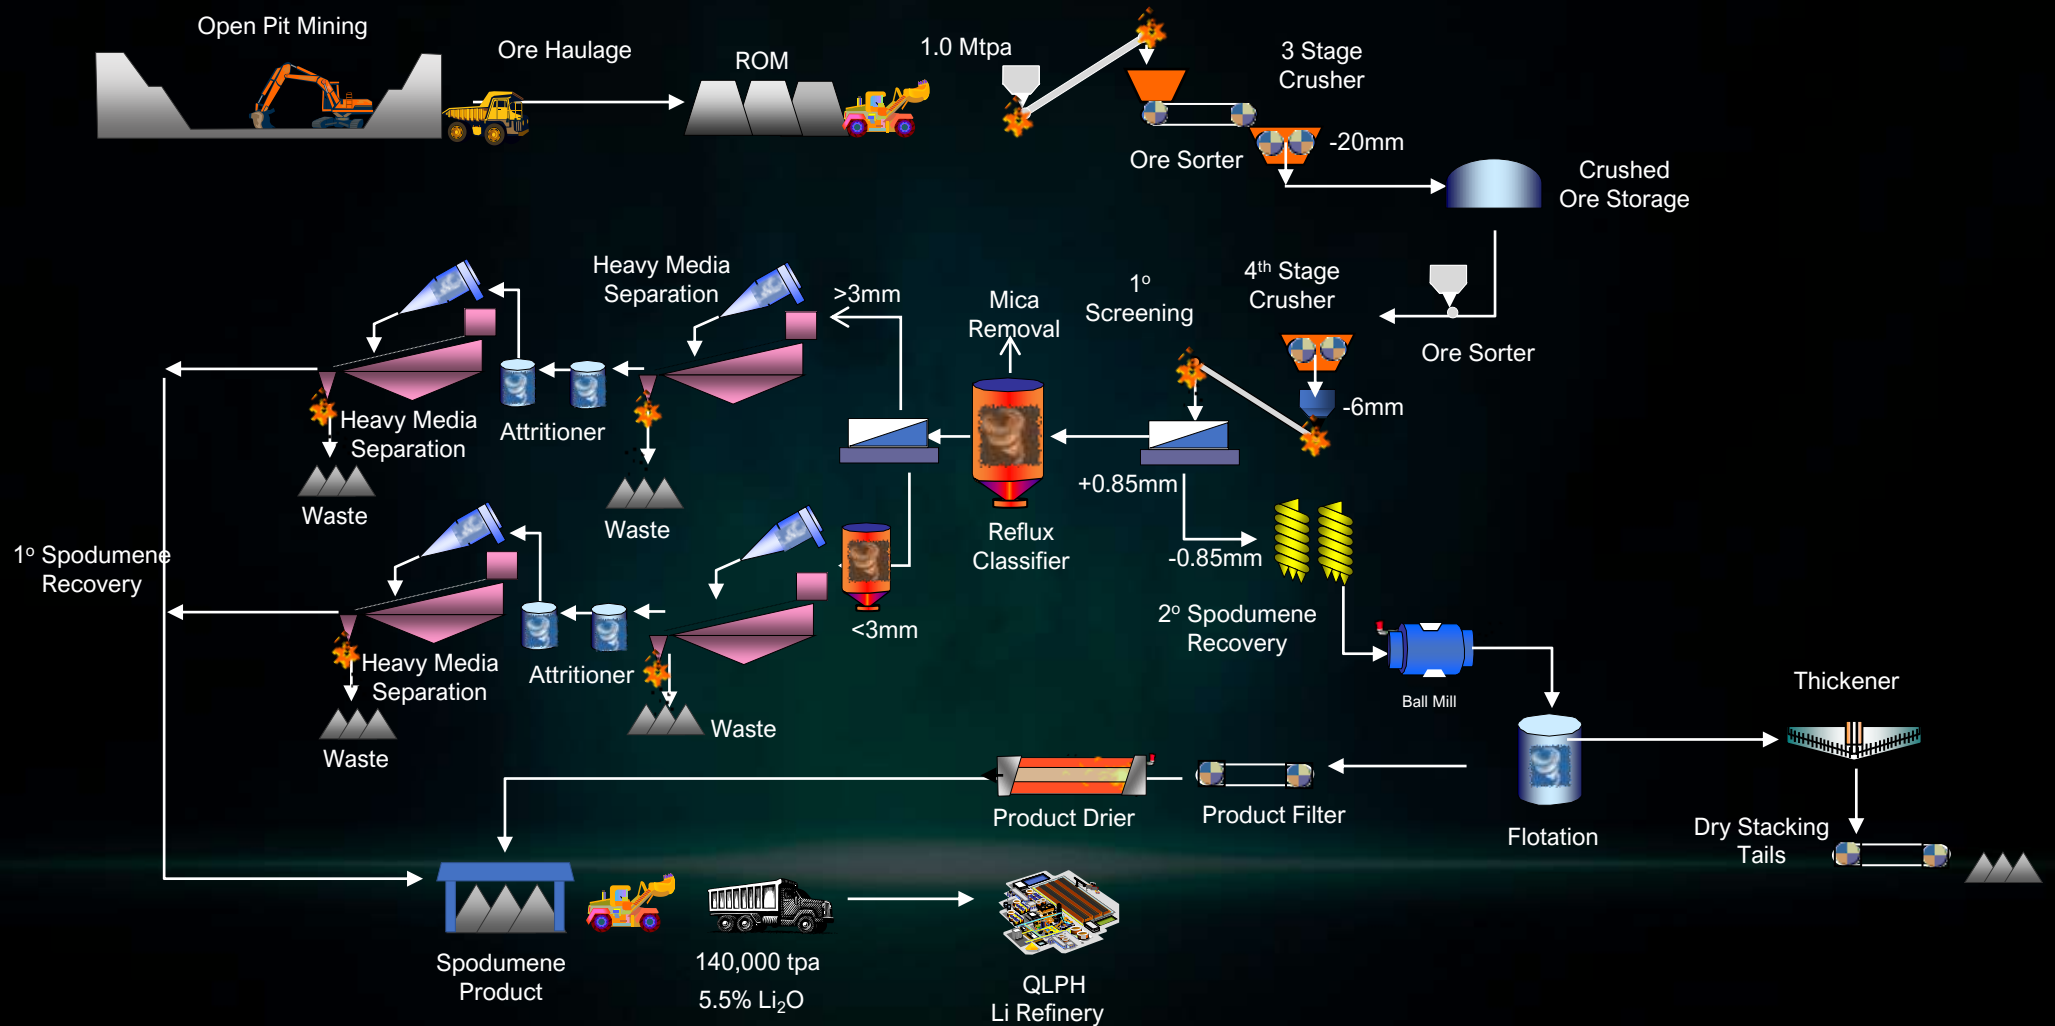 Open Pit Mining
Ore Haulage
ROM
1.0 Mtpa
3 Stage
Crusher
Ore Sorter
-20mm
Crushed
Ore Storage
Heavy Media
Separation
>3mm
Mica
Removal
1º
Screening
4th Stage
Crusher
Ore Sorter
-6mm
Heavy Media
Separation
Attritioner
Waste
Waste
+0.85mm
Reflux
Classifier
-0.85mm
1º Spodumene
Recovery
<3mm
2º Spodumene
Recovery
Heavy Media
Separation
Attritioner
Waste
Waste
Ball Mill
Thickener
Product Drier
Product Filter
Flotation
Dry Stacking
Tails
Spodumene
Product
140,000 tpa
5.5% Li₂O
QLPH
Li Refinery